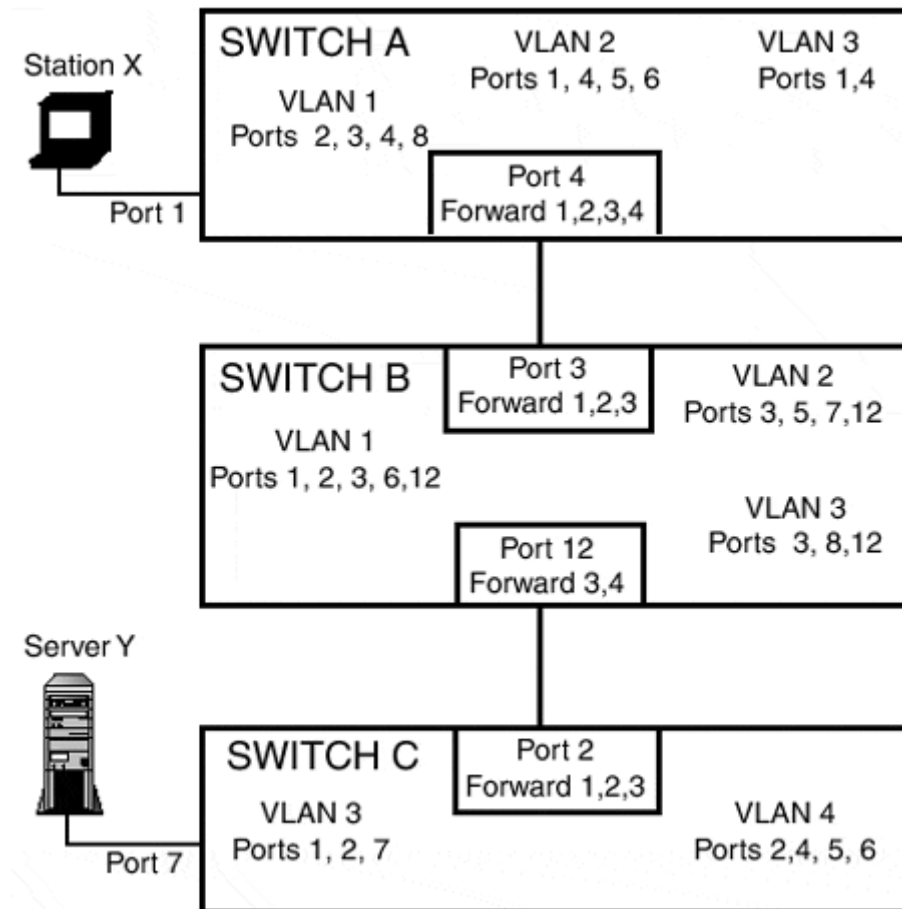 Station X
Port 1
SWITCH A
VLAN 1
Ports 2, 3, 4, 8
VLAN 2
Ports 1, 4, 5, 6
VLAN 3
Ports 1,4
Port 4
Forward 1,2,3,4
SWITCH B
Port 3
Forward 1,2,3
VLAN 2
Ports 3, 5, 7,12
VLAN 1
Ports 1, 2, 3, 6,12
VLAN 3
Ports 3, 8,12
Port 12
Forward 3,4
Server Y
Port 7
SWITCH C
Port 2
Forward 1,2,3
VLAN 3
Ports 1, 2, 7
VLAN 4
Ports 2,4, 5, 6